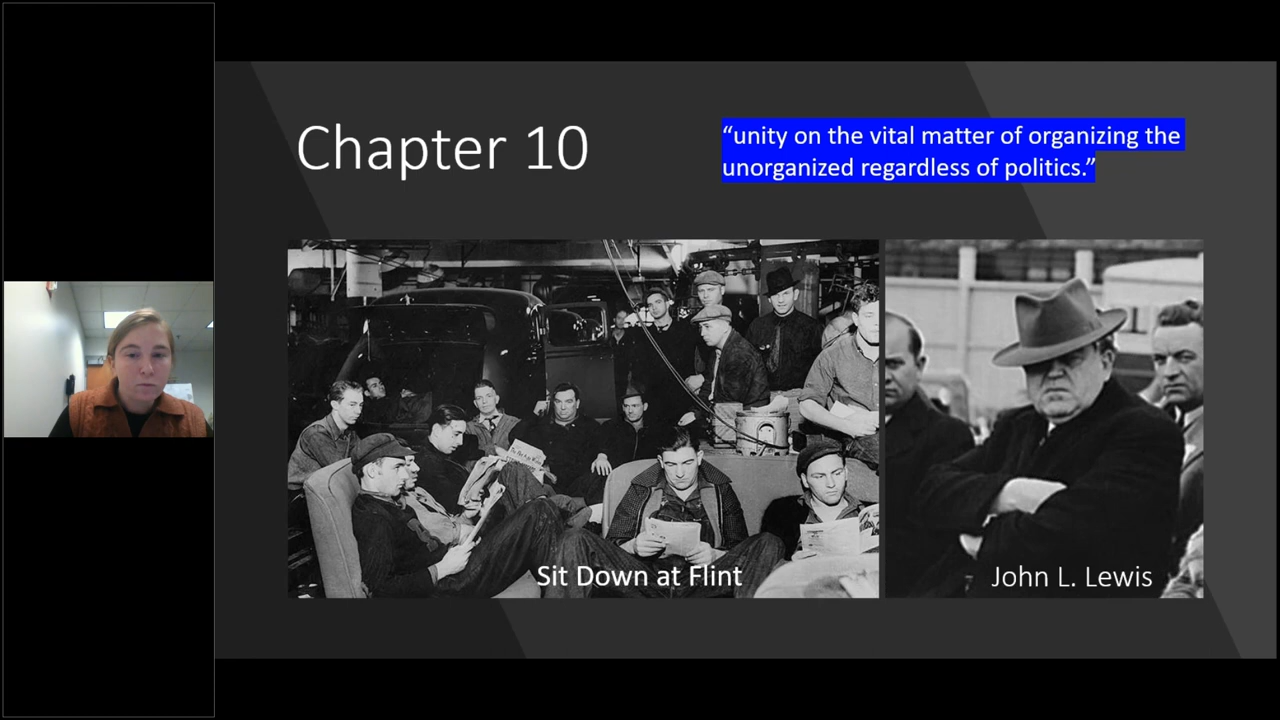 Chapter 10
“unity on the vital matter of organizing the
unorganized regardless of politics.”
Sit Down at Flint
John L. Lewis